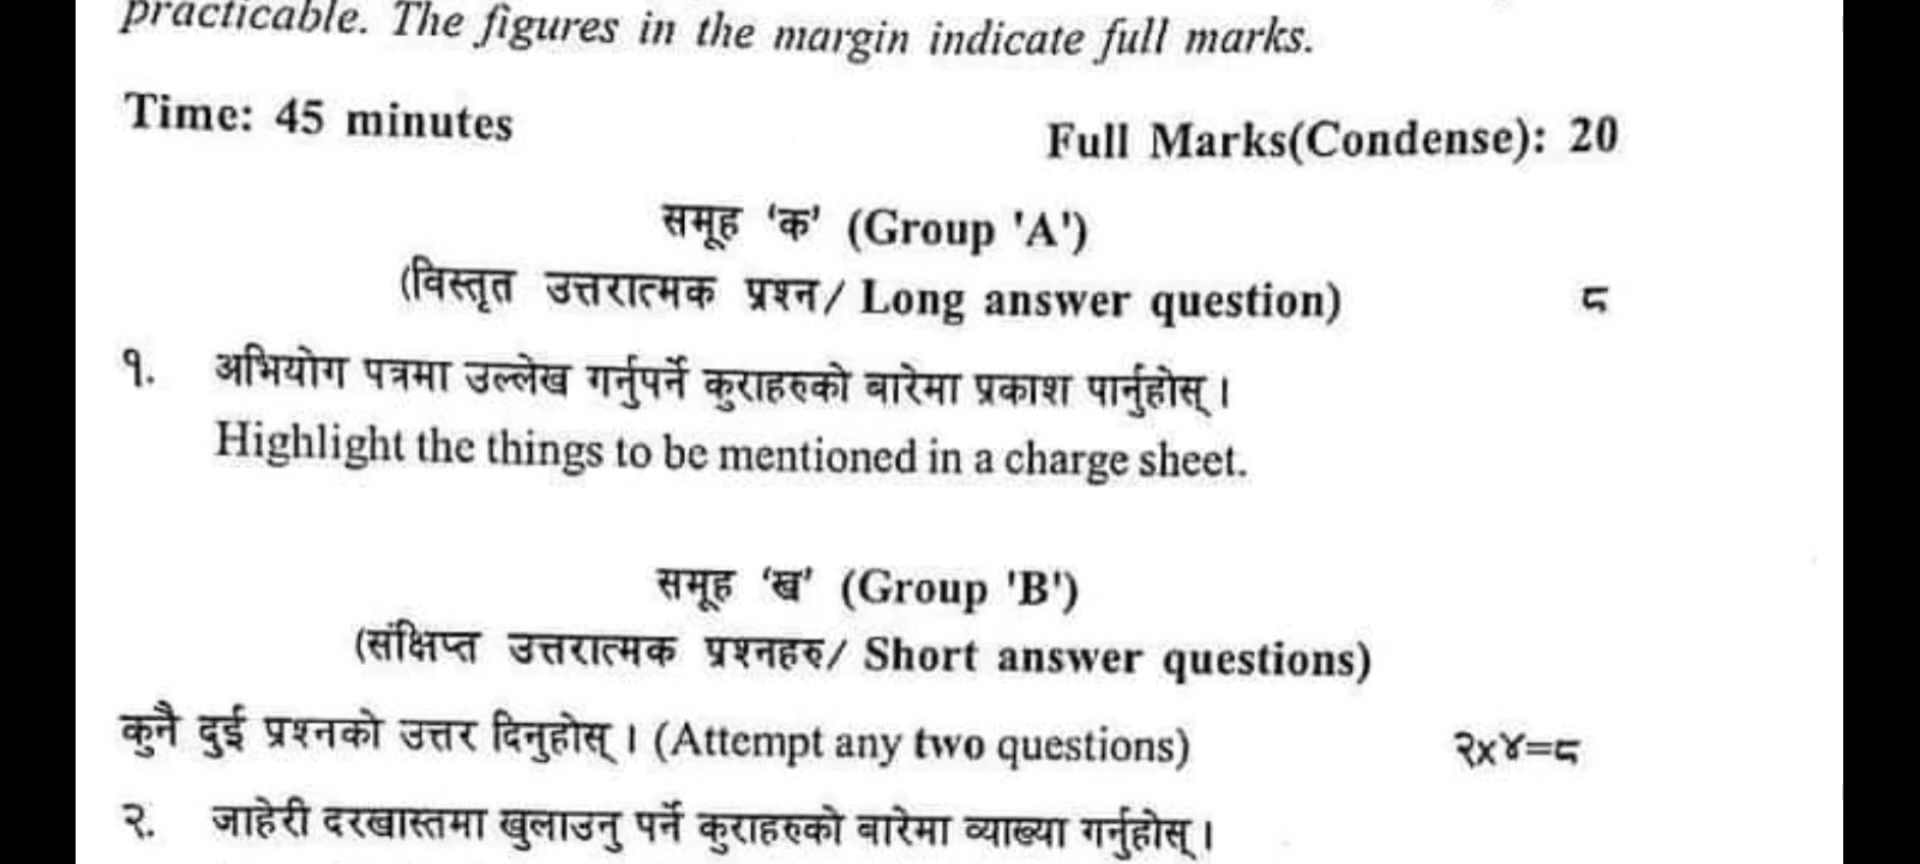 practicable. The figures in the margin indicate full marks.
Time: 45 minutes
Full Marks(Condense): 20
समूह ‘क’ (Group 'A')
(विस्तृत उत्तरात्मक प्रश्न/ Long answer question) ८
१. अभियोग पत्रमा उल्लेख गर्नुपर्ने कुराहरुको बारेमा प्रकाश पार्नुहोस् ।
Highlight the things to be mentioned in a charge sheet.
समूह ‘ख’ (Group 'B')
(संक्षिप्त उत्तरात्मक प्रश्नहरु/ Short answer questions)
कुनै दुई प्रश्नको उत्तर दिनुहोस् । (Attempt any two questions) २x४=८
२. जाहेरी दरखास्तमा खुलाउनु पर्ने कुराहरुको बारेमा व्याख्या गर्नुहोस् ।